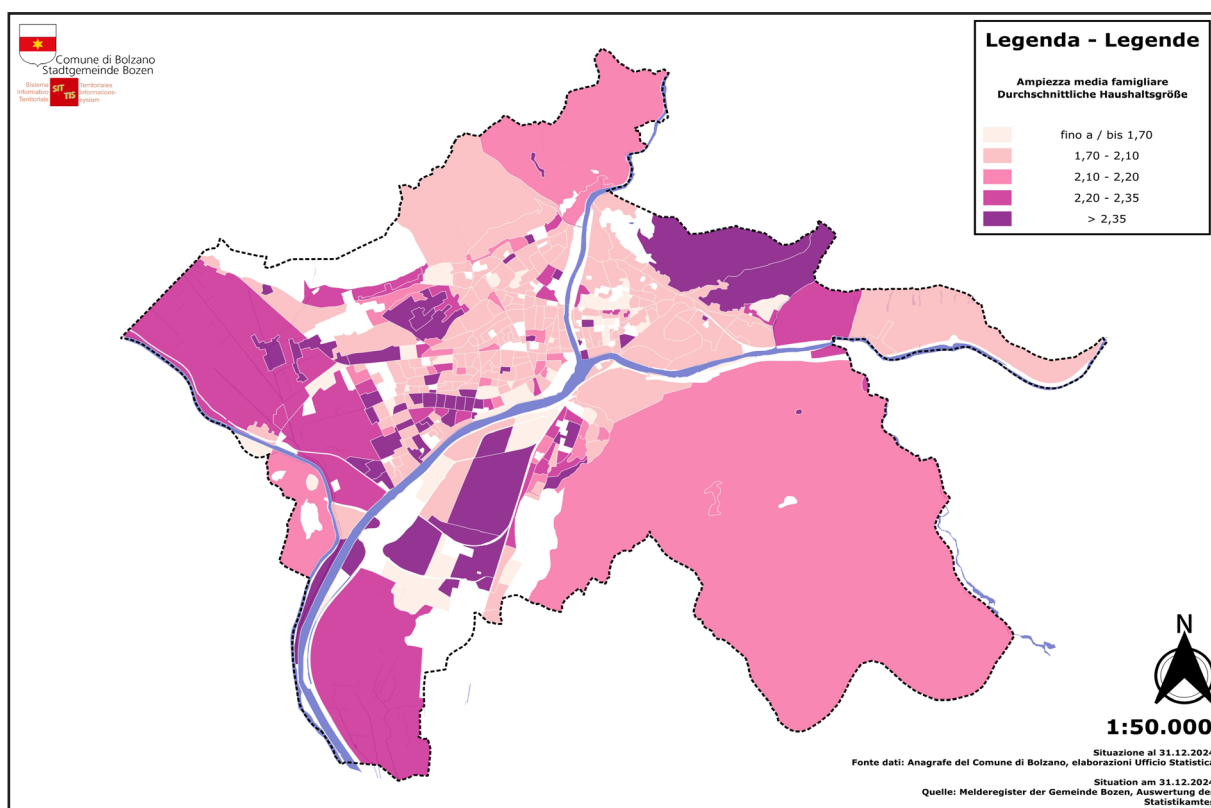 Comune di Bolzano
Stadtgemeinde Bozen
Sistema
Informativo
Territoriale
SIT
TIS
Territoriales
Informations-
system
Legenda - Legende
Ampiezza media famigliare
Durchschnittliche Haushaltsgröße
fino a / bis 1,70
1,70 - 2,10
2,10 - 2,20
2,20 - 2,35
> 2,35
N
1:50.000
Situazione al 31.12.2024
Fonte dati: Anagrafe del Comune di Bolzano, elaborazioni Ufficio Statistica
Situation am 31.12.2024
Quelle: Melderegister der Gemeinde Bozen, Auswertung des
Statistikamtes